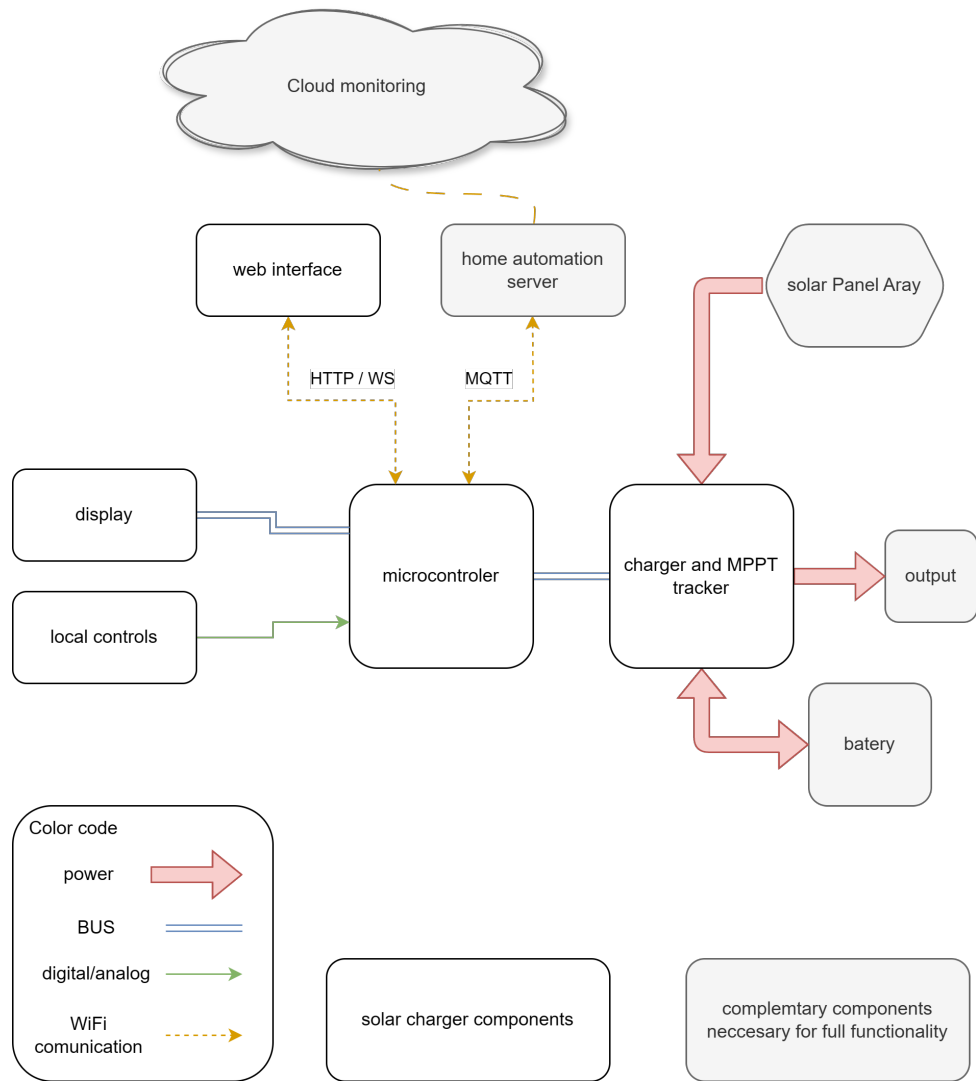 Cloud monitoring
web interface
home automation
server
solar Panel Aray
HTTP / WS
MQTT
display
microcontroler
charger and MPPT
tracker
output
local controls
batery
Color code
power
BUS
digital/analog
WiFi
comunication
solar charger components
complemtary components
neccesary for full functionality